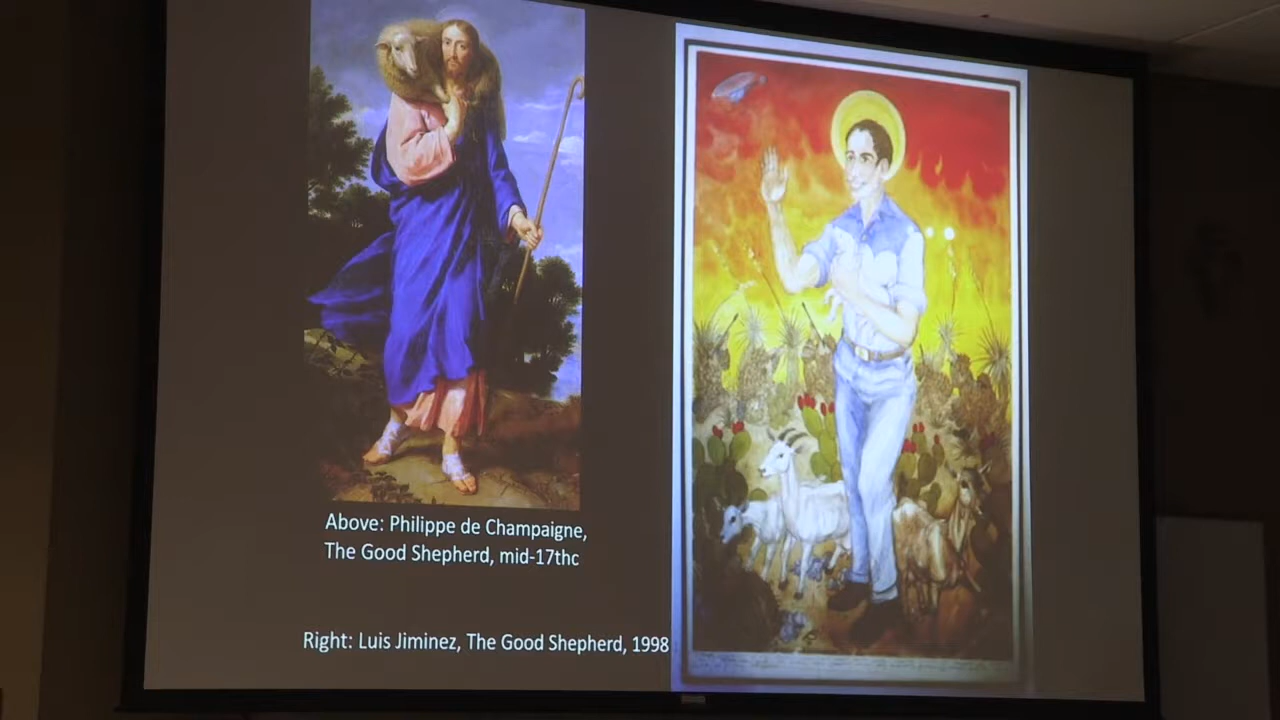 Above: Philippe de Champaigne,
The Good Shepherd, mid-17thc
Right: Luis Jiminez, The Good Shepherd, 1998